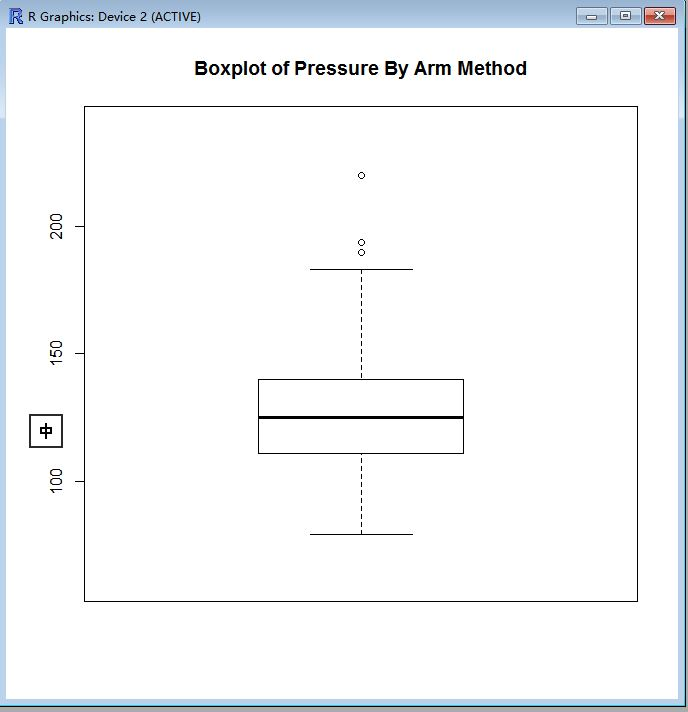 R Graphics: Device 2 (ACTIVE)
Boxplot of Pressure By Arm Method
200
150
中
100